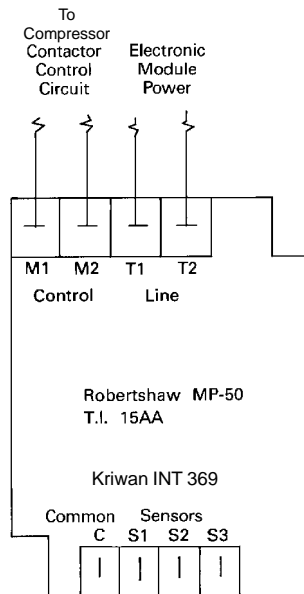 To
Compressor
Contactor
Control
Circuit
Electronic
Module
Power
M1 M2 T1 T2
Control Line
Robertshaw MP-50
T.I. 15AA
Kriwan INT 369
Common Sensors
C S1 S2 S3